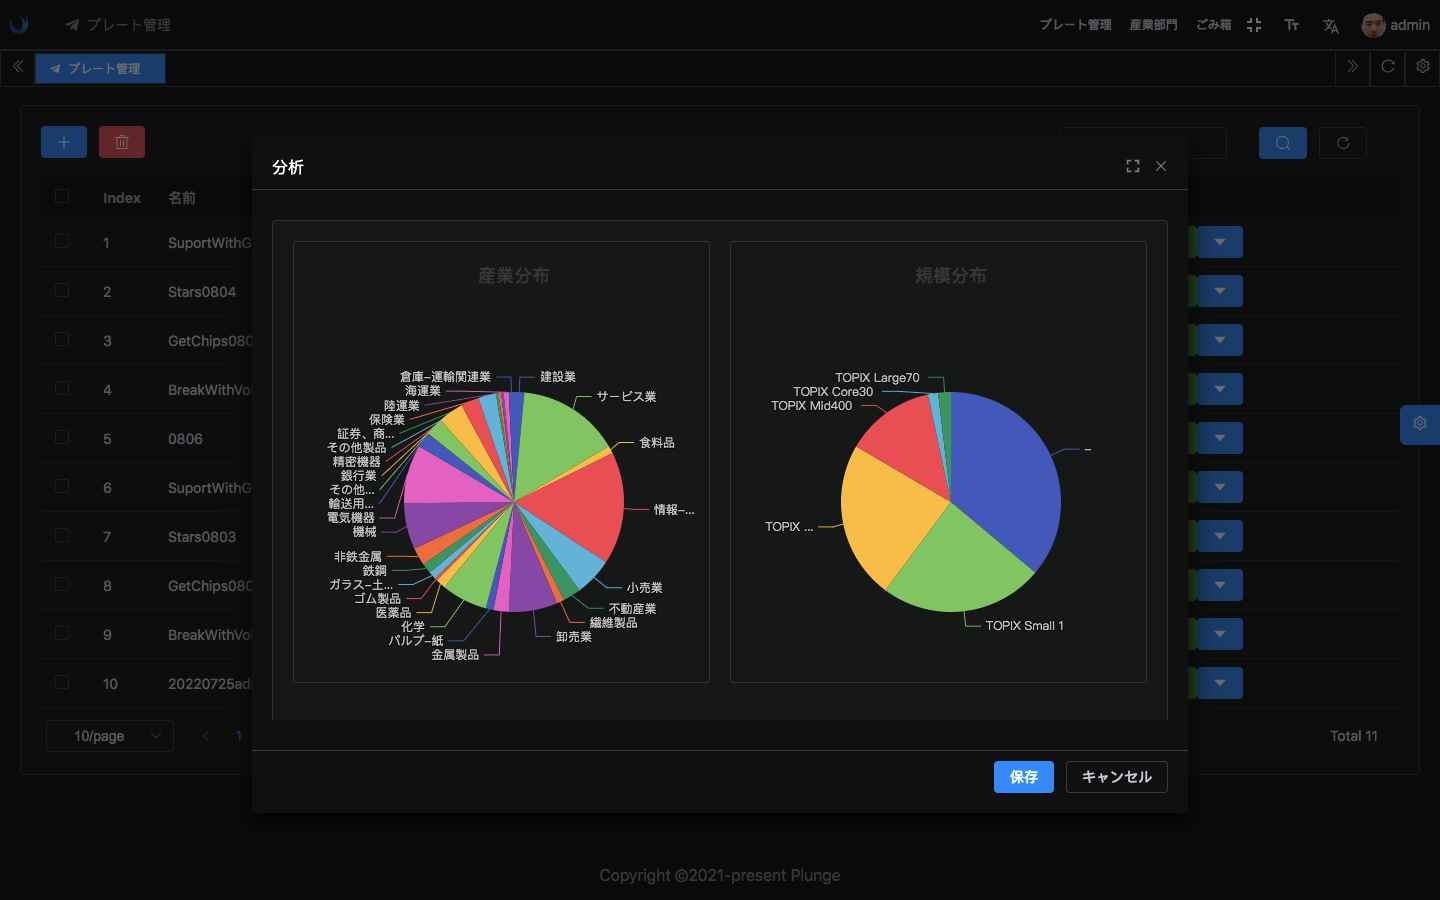 プレート管理
プレート管理 産業部門 ごみ箱 admin
プレート管理
分析
Index 名前
1 SuportWithG
2 Stars0804
3 GetChips080
4 BreakWithVol
5 0806
6 SuportWithG
7 Stars0803
8 GetChips080
9 BreakWithVol
10 20220725ad
10/page
1
Total 11
産業分布
倉庫–運輸関連業
海運業
陸運業
保険業
証券、商...
その他製品
精密機器
銀行業
その他...
輸送用...
電気機器
機械
非鉄金属
鉄鋼
ガラス–土...
ゴム製品
医薬品
化学
パルプ–紙
金属製品
建設業
サービス業
食料品
情報–...
小売業
不動産業
繊維製品
卸売業
規模分布
TOPIX Large70
TOPIX Core30
TOPIX Mid400
–
TOPIX ...
TOPIX Small 1
保存 キャンセル
Copyright ©2021-present Plunge